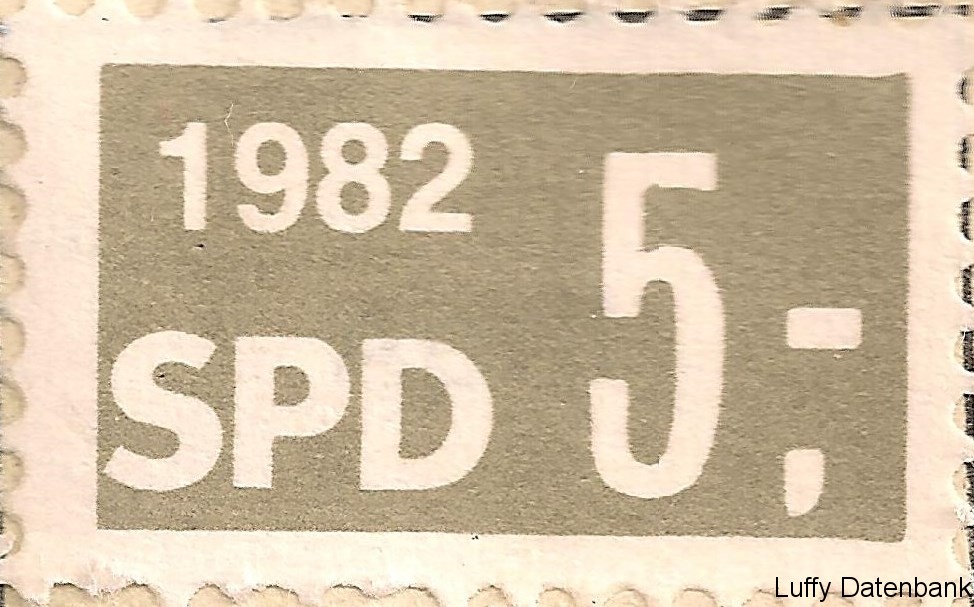 1982
SPD
5,-
Luffy Datenbank